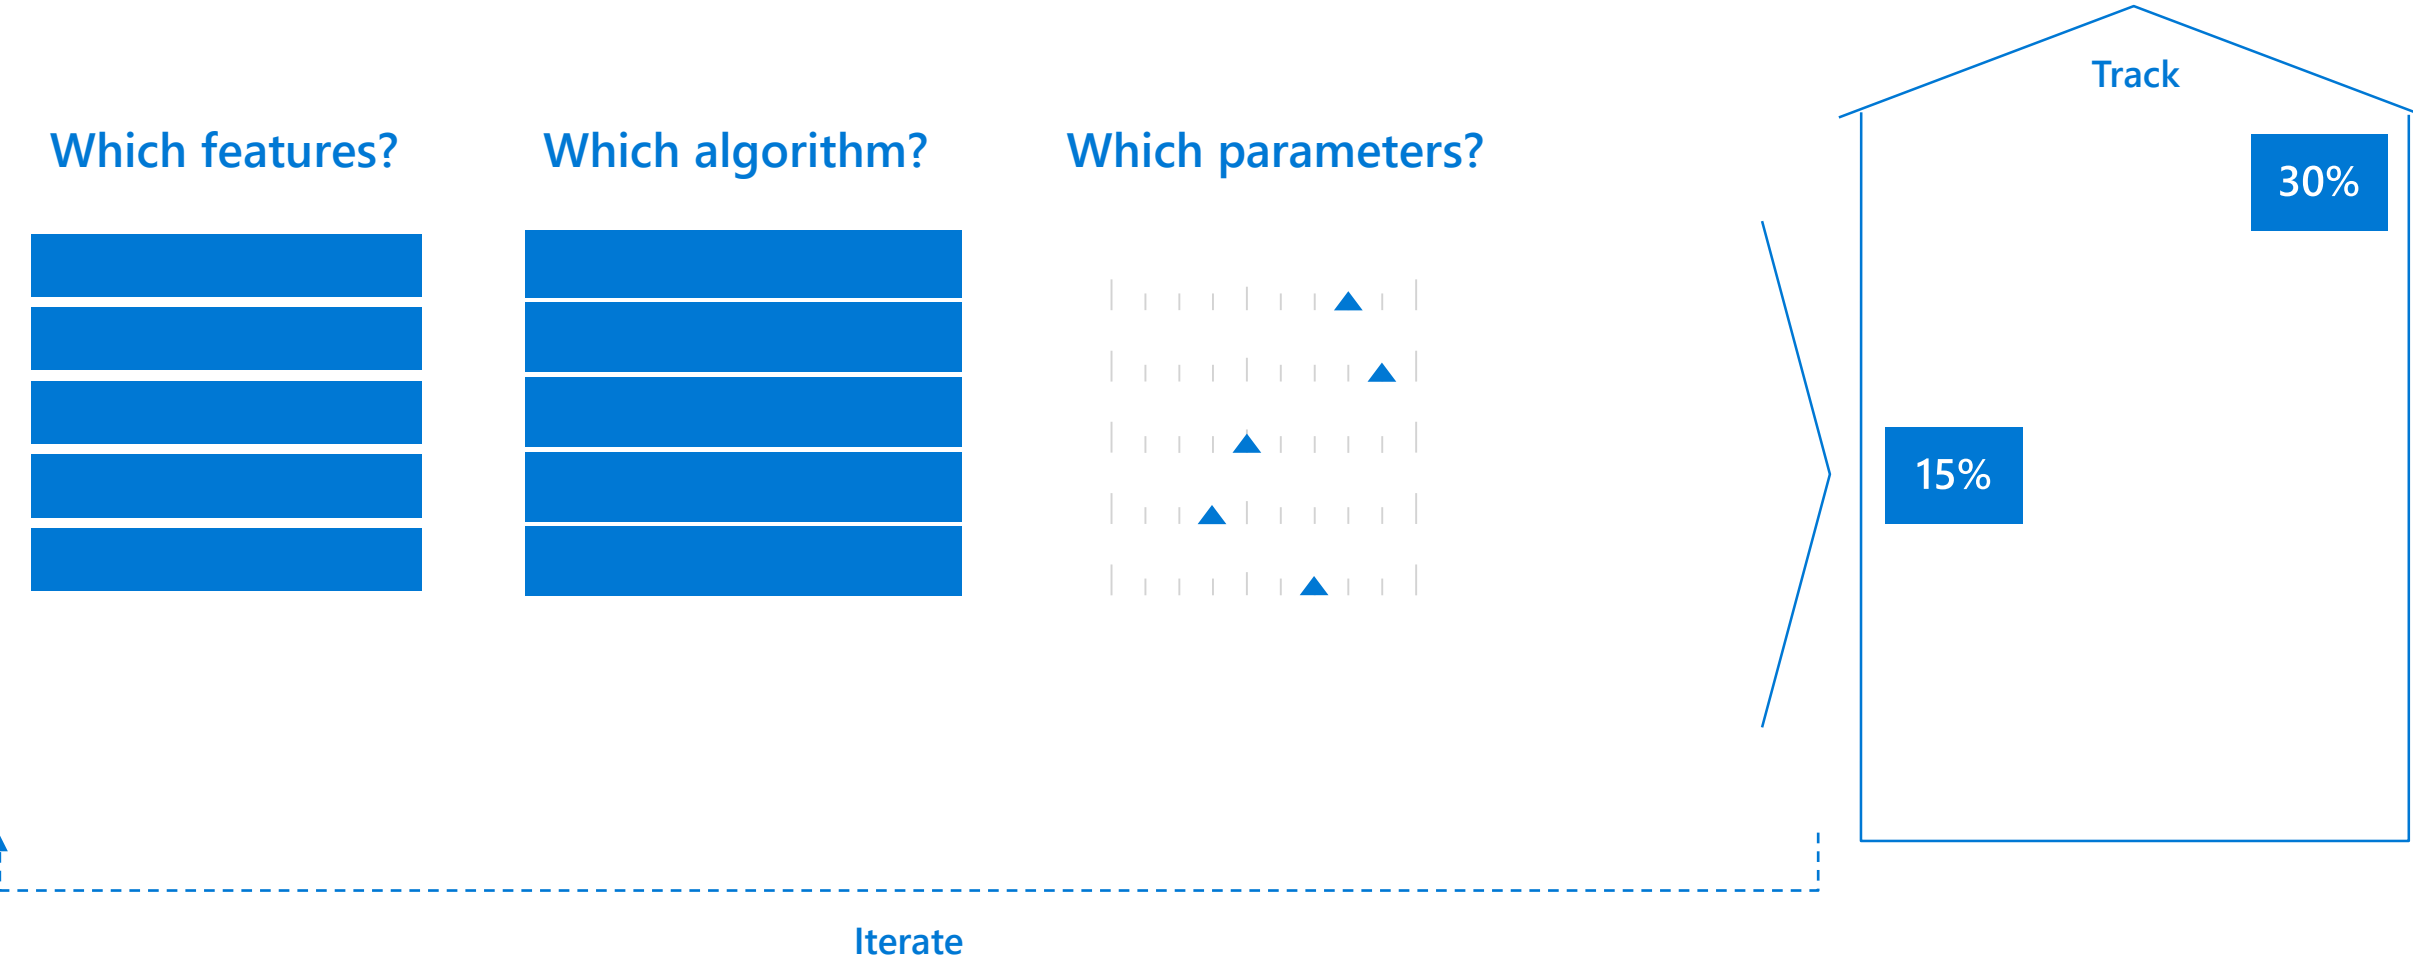 Which features?
Which algorithm?
Which parameters?
Track
30%
15%
Iterate